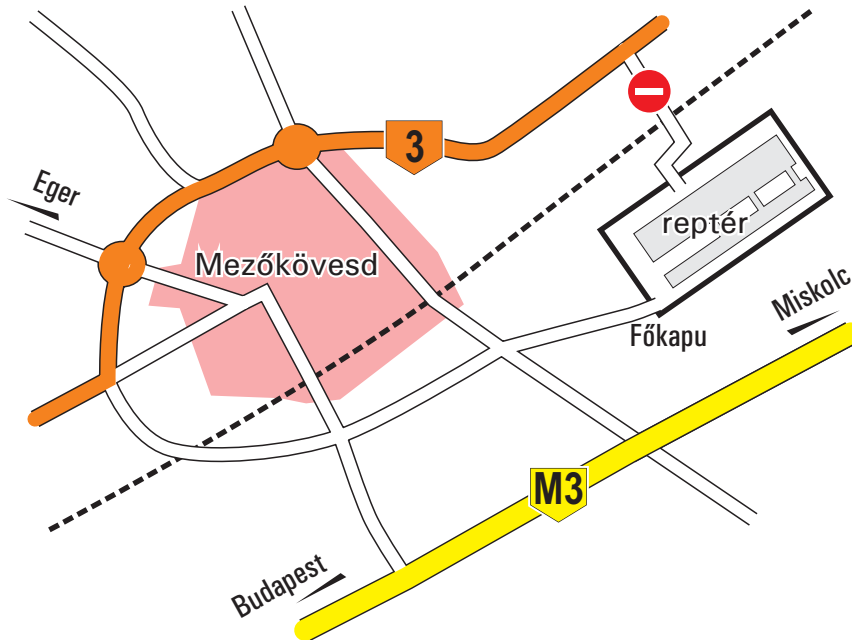 3
Eger
reptér
Mezőkövesd
Miskolc
Főkapu
M3
Budapest